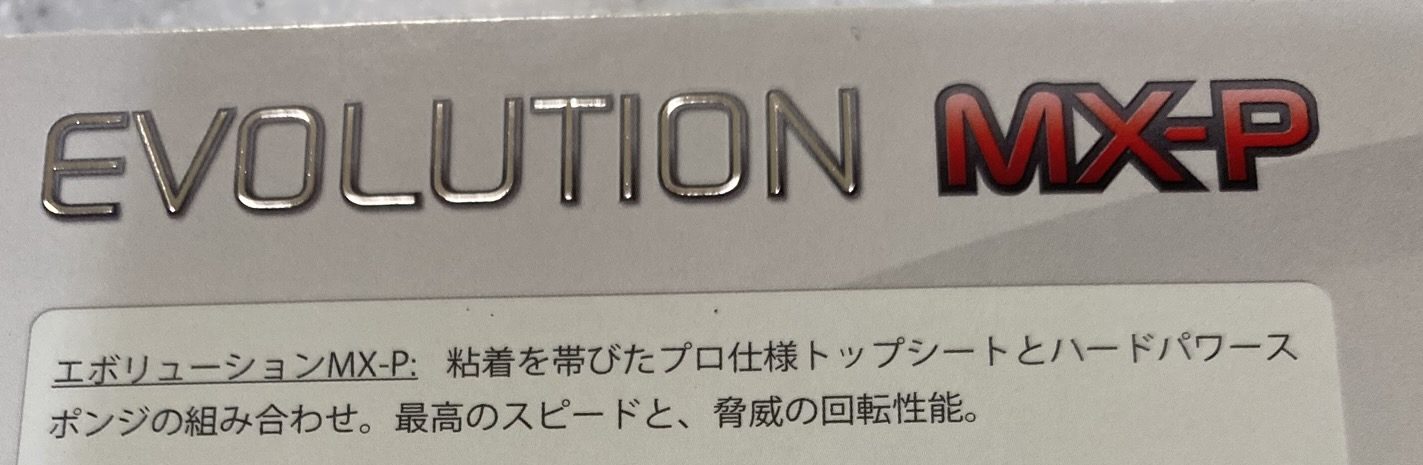 EVOLUTION MX-P
エボリューションMX-P: 粘着を帯びたプロ仕様トップシートとハードパワース
ポンジの組み合わせ。最高のスピードと、脅威の回転性能。